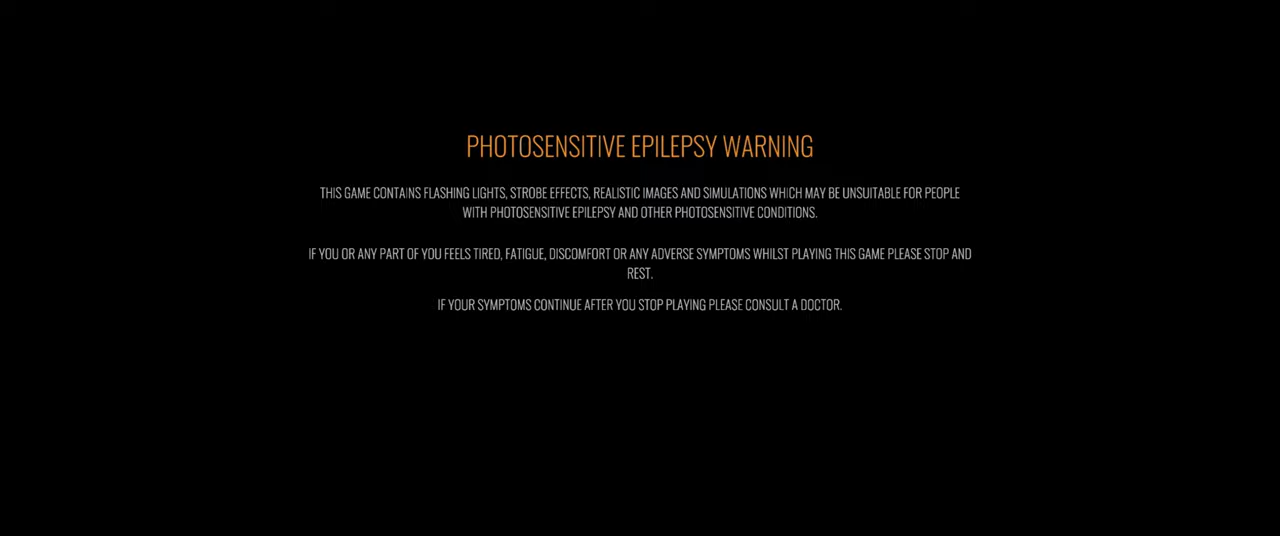 PHOTOSENSITIVE EPILEPSY WARNING
THIS GAME CONTAINS FLASHING LIGHTS, STROBE EFFECTS, REALISTIC IMAGES AND SIMULATIONS WHICH MAY BE UNSUITABLE FOR PEOPLE
WITH PHOTOSENSITIVE EPILEPSY AND OTHER PHOTOSENSITIVE CONDITIONS.
IF YOU OR ANY PART OF YOU FEELS TIRED, FATIGUE, DISCOMFORT OR ANY ADVERSE SYMPTOMS WHILST PLAYING THIS GAME PLEASE STOP AND
REST.
IF YOUR SYMPTOMS CONTINUE AFTER YOU STOP PLAYING PLEASE CONSULT A DOCTOR.